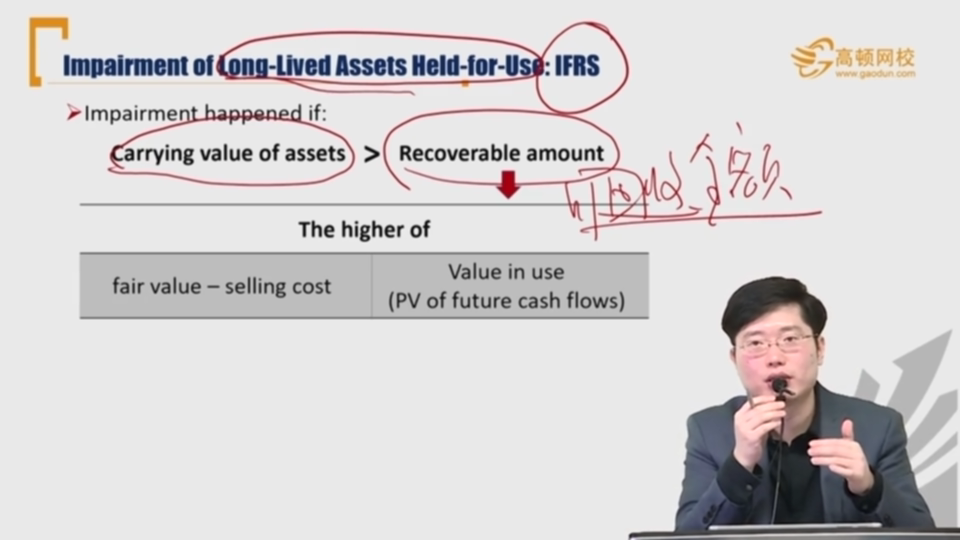 Impairment of Long-Lived Assets Held-for-Use: IFRS
高顿网校
www.gaodun.com
Impairment happened if:
Carrying value of assets > Recoverable amount
可回收金额
The higher of
fair value – selling cost
Value in use
(PV of future cash flows)